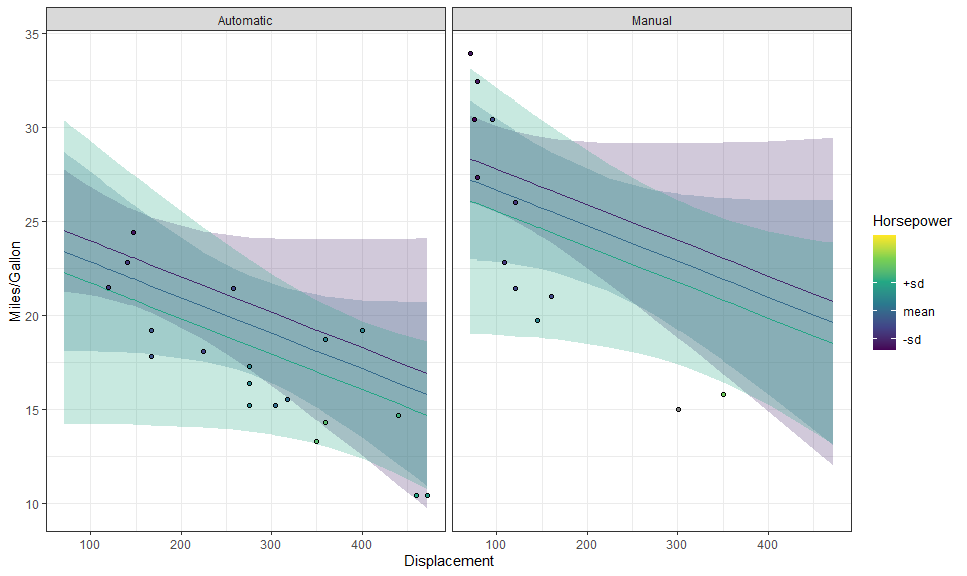 Automatic
Manual
Miles/Gallon
35
30
25
20
15
10
100 200 300 400
100 200 300 400
Displacement
Horsepower
+sd
mean
-sd